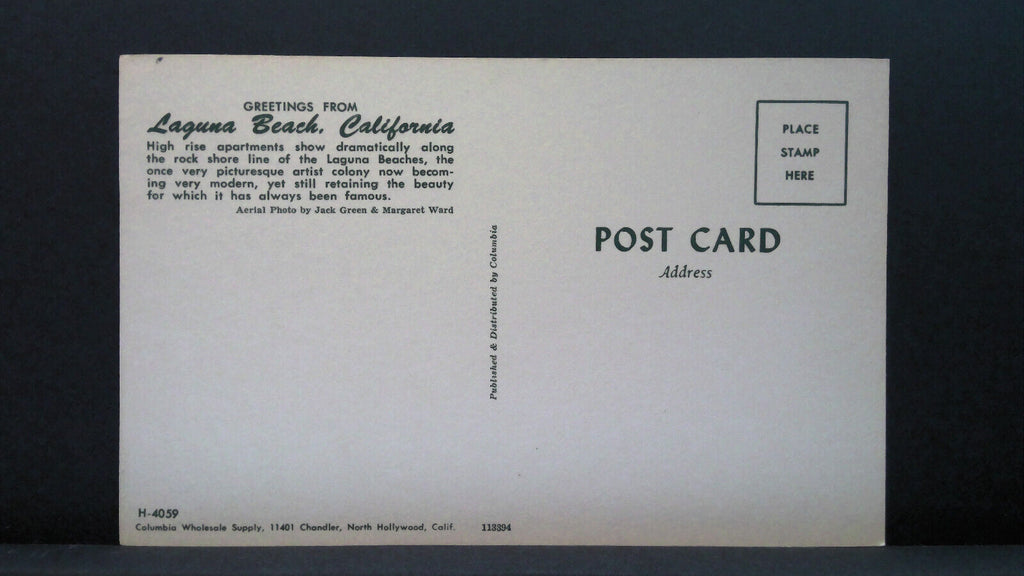 GREETINGS FROM
Laguna Beach, California
High rise apartments show dramatically along
the rock shore line of the Laguna Beaches, the
once very picturesque artist colony now becom-
ing very modern, yet still retaining the beauty
for which it has always been famous.
Aerial Photo by Jack Green & Margaret Ward
H-4059
Columbia Wholesale Supply, 11401 Chandler, North Hollywood, Calif.
113394
Published & Distributed by Columbia
PLACE
STAMP
HERE
POST CARD
Address